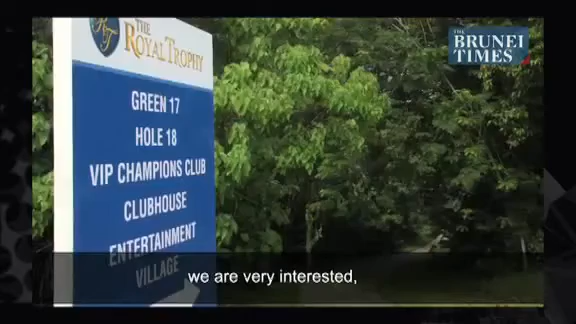 THE
ROYAL TROPHY
GREEN 17
HOLE 18
VIP CHAMPIONS CLUB
CLUBHOUSE
ENTERTAINMENT
VILLAGE
THE
BRUNEI
TIMES
we are very interested,